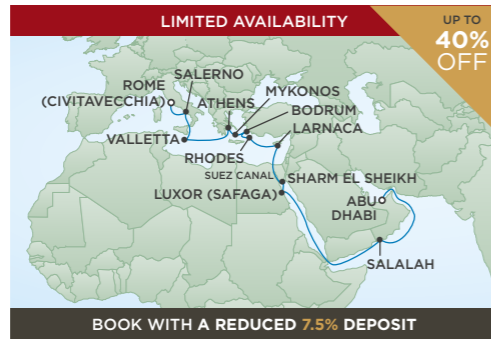 LIMITED AVAILABILITY
UP TO
40%
OFF
ROME
(CIVITAVECCHIA)
SALERNO
ATHENS
MYKONOS
BODRUM
LARNACA
VALLETTA
RHODES
SUEZ CANAL
SHARM EL SHEIKH
LUXOR (SAFAGA)
ABU
DHABI
SALALAH
BOOK WITH A REDUCED 7.5% DEPOSIT